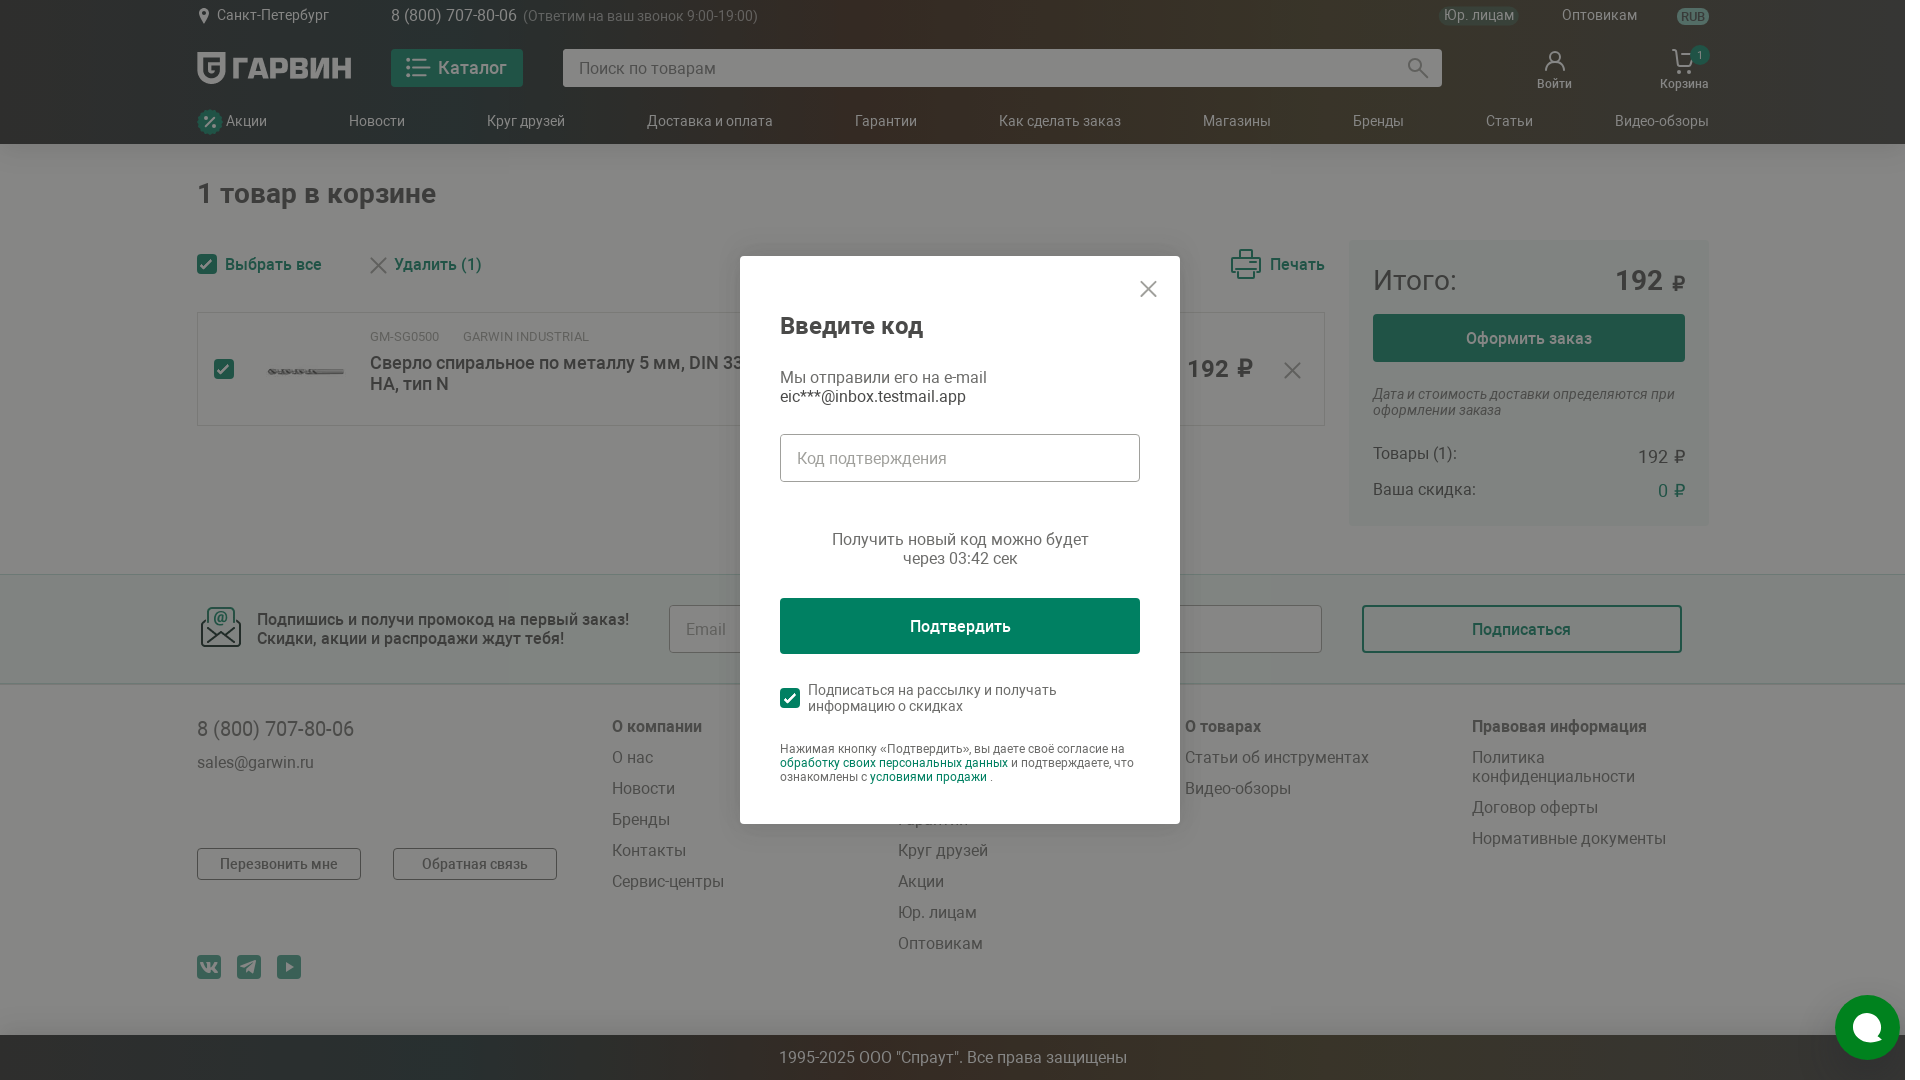 Санкт-Петербург
8 (800) 707-80-06 (Ответим на ваш звонок 9:00-19:00)
Юр. лицам
Оптовикам
RUB
ГАРВИН
Каталог
Поиск по товарам
Войти
1
Корзина
Акции
Новости
Круг друзей
Доставка и оплата
Гарантии
Как сделать заказ
Магазины
Бренды
Статьи
Видео-обзоры
1 товар в корзине
Выбрать все
Удалить (1)
Печать
GM-SG0500
GARWIN INDUSTRIAL
Сверло спиральное по металлу 5 мм, DIN 33
HA, тип N
192 ₽
Итого:
192 ₽
Оформить заказ
Дата и стоимость доставки определяются при
оформлении заказа
Товары (1):
192 ₽
Ваша скидка:
0 ₽
Введите код
Мы отправили его на e-mail
eic***@inbox.testmail.app
Код подтверждения
Получить новый код можно будет
через 03:42 сек
Подтвердить
Подписаться на рассылку и получать
информацию о скидках
Нажимая кнопку «Подтвердить», вы даете своё согласие на
обработку своих персональных данных и подтверждаете, что
ознакомлены с условиями продажи .
Подпишись и получи промокод на первый заказ!
Скидки, акции и распродажи ждут тебя!
Email
Подписаться
8 (800) 707-80-06
sales@garwin.ru
Перезвонить мне
Обратная связь
О компании
О нас
Новости
Бренды
Контакты
Сервис-центры
Круг друзей
Акции
Юр. лицам
Оптовикам
О товарах
Статьи об инструментах
Видео-обзоры
Правовая информация
Политика
конфиденциальности
Договор оферты
Нормативные документы
1995-2025 ООО "Спраут". Все права защищены